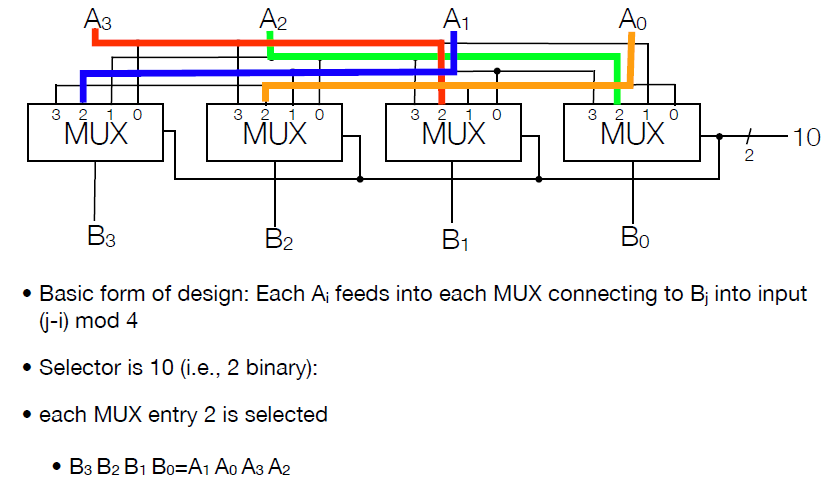 A3 A2 A1 A0
3 2 1 0 3 2 1 0 3 2 1 0 3 2 1 0
MUX MUX MUX MUX 10
2
B3 B2 B1 B0
• Basic form of design: Each Ai feeds into each MUX connecting to Bj into input
(j-i) mod 4
• Selector is 10 (i.e., 2 binary):
• each MUX entry 2 is selected
• B3 B2 B1 B0=A1 A0 A3 A2